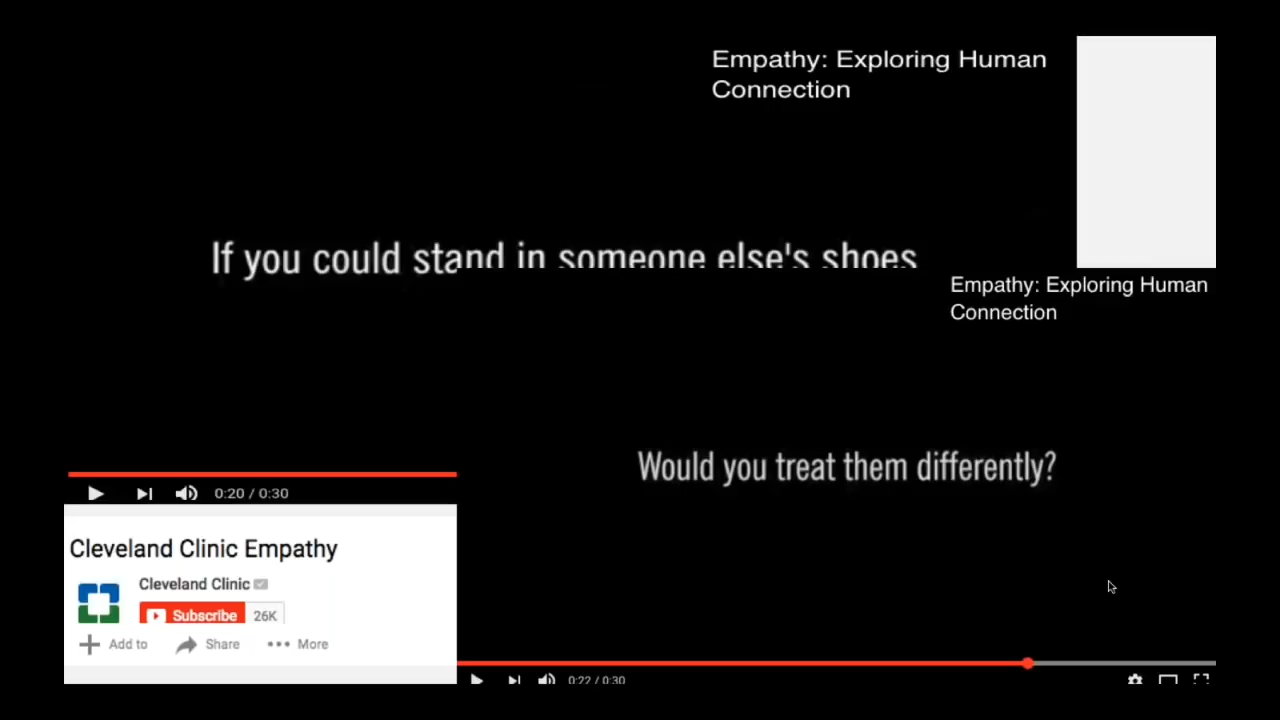 Empathy: Exploring Human
Connection
If you could stand in someone else's shoes
Empathy: Exploring Human
Connection
Would you treat them differently?
0:20 / 0:30
Cleveland Clinic Empathy
Cleveland Clinic
Subscribe 26K
Add to Share More
0:22 / 0:30